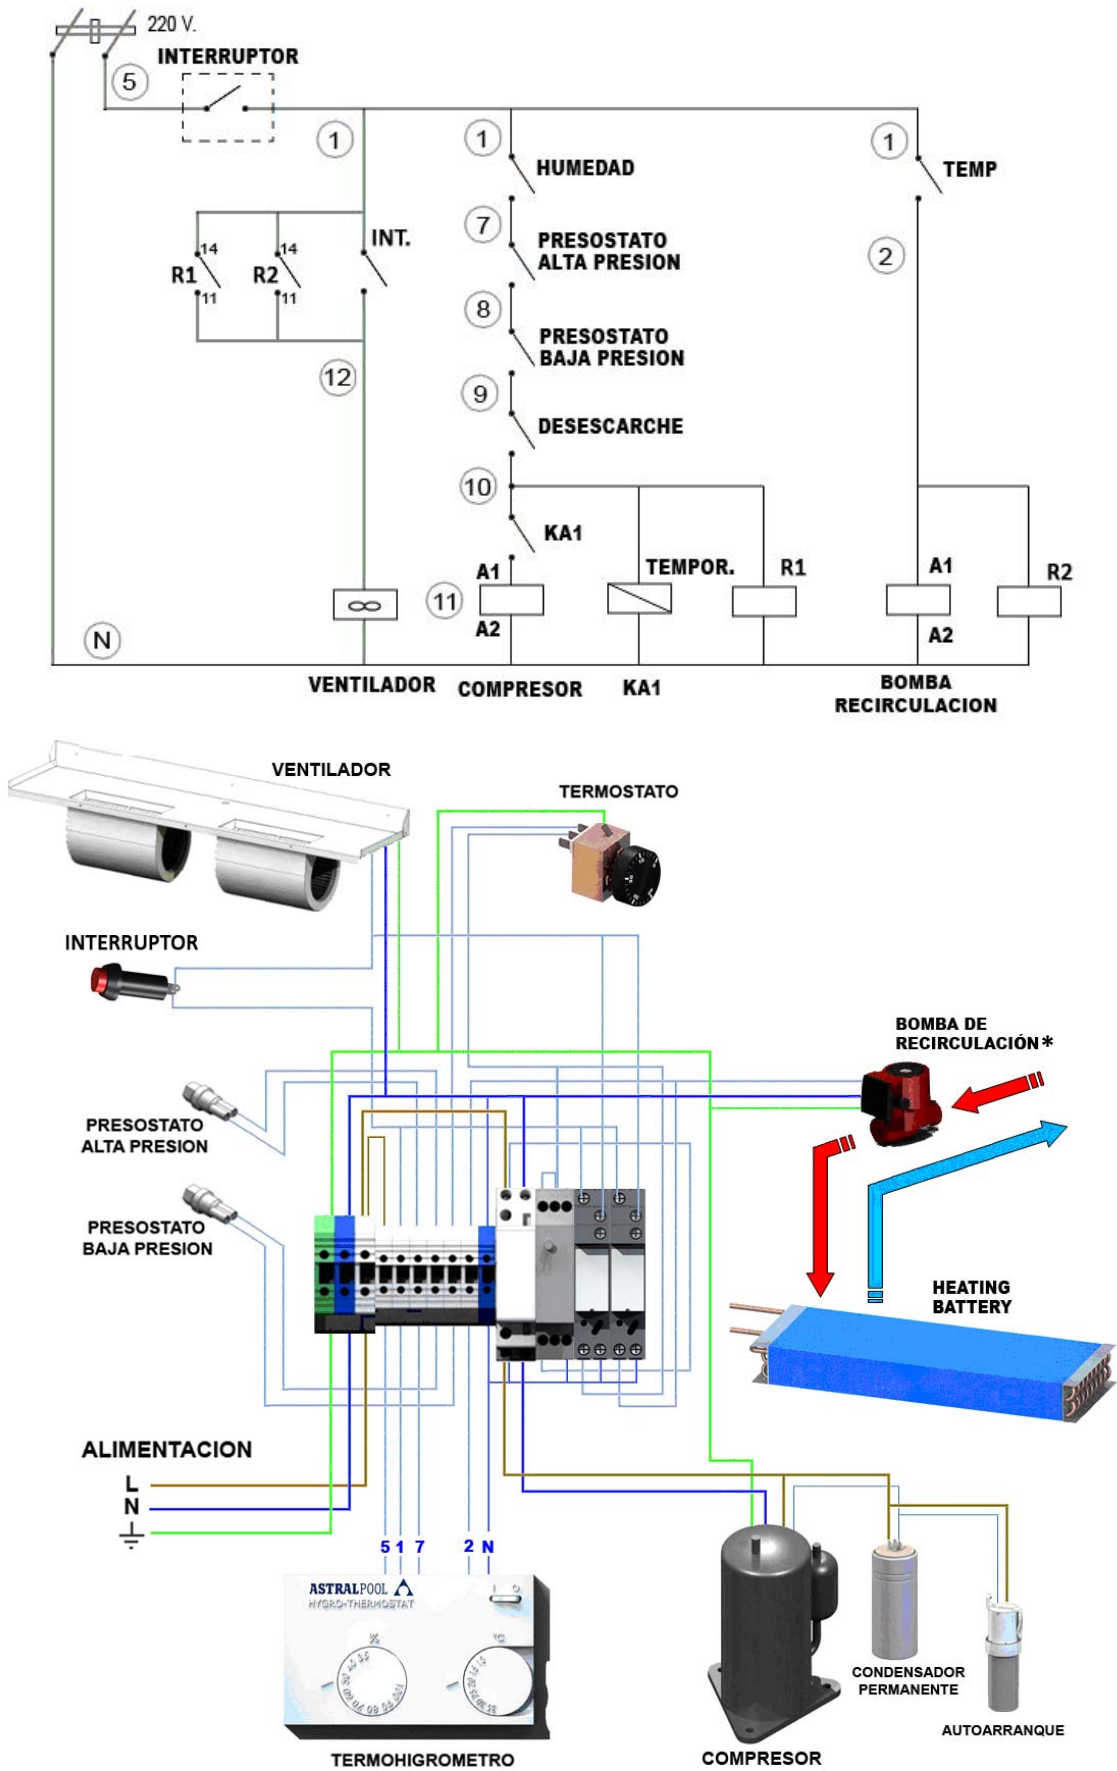 220 V.
INTERRUPTOR
5
1
1
1
HUMEDAD
TEMP
7
INT.
PRESOSTATO
ALTA PRESION
2
14
14
R1
R2
11
11
8
PRESOSTATO
BAJA PRESION
12
9
DESESCARCHE
10
KA1
A1
TEMPOR.
R1
A1
R2
11
A2
A2
N
VENTILADOR
COMPRESOR
KA1
BOMBA
RECIRCULACION
VENTILADOR
TERMOSTATO
INTERRUPTOR
BOMBA DE
RECIRCULACIÓN*
PRESOSTATO
ALTA PRESION
PRESOSTATO
BAJA PRESION
HEATING
BATTERY
ALIMENTACION
L
N
5 1 7 2 N
ASTRALPOOL
HYGRO-THERMOSTAT
I O
%
CONDENSADOR
PERMANENTE
AUTOARRANQUE
TERMOHIGROMETRO
COMPRESOR